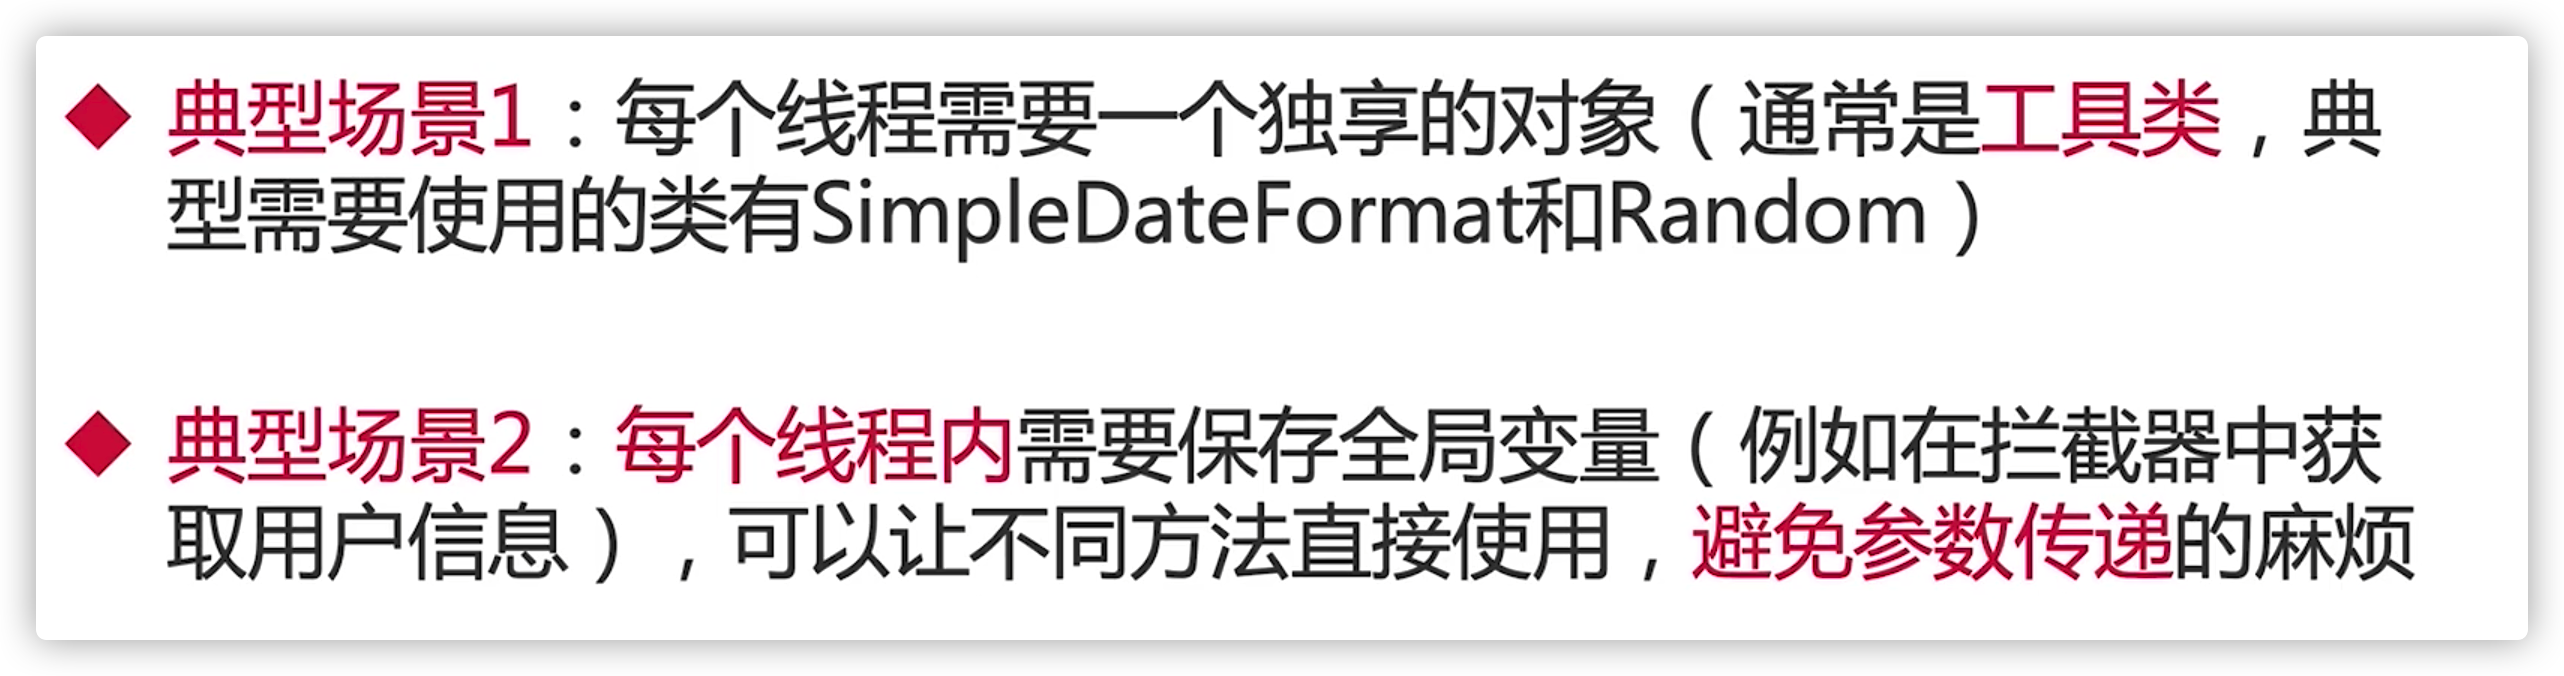 ◆ 典型场景1：每个线程需要一个独享的对象（通常是工具类，典
型需要使用的类有SimpleDateFormat和Random）
◆ 典型场景2：每个线程内需要保存全局变量（例如在拦截器中获
取用户信息），可以让不同方法直接使用，避免参数传递的麻烦